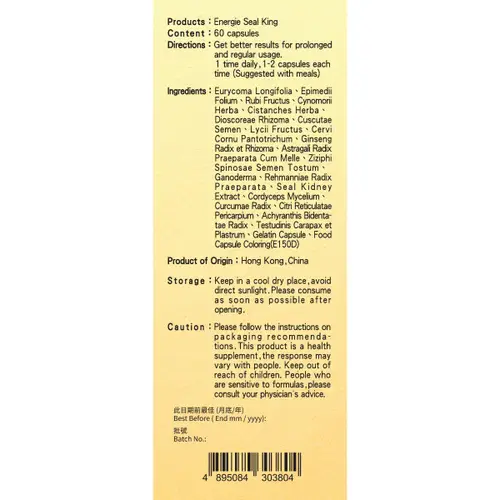 Products : Energie Seal King
Content : 60 capsules
Directions : Get better results for prolonged
and regular usage.
1 time daily,1-2 capsules each
time (Suggested with meals)
Ingredients : Eurycoma Longifolia、Epimedii
Folium、Rubi Fructus、Cynomorii
Herba、Cistanches Herba、
Dioscoreae Rhizoma、Cuscutae
Semen、Lycii Fructus、Cervi
Cornu Pantotrichum、Ginseng
Radix et Rhizoma、Astragali Radix
Praeparata Cum Melle、Ziziphi
Spinosae Semen Tostum、
Ganoderma、Rehmanniae Radix
Praeparata、Seal Kidney
Extract、Cordyceps Mycelium、
Curcumae Radix、Citri Reticulatae
Pericarpium、Achyranthis Bidenta-
tae Radix、Testudinis Carapax et
Plastrum、Gelatin Capsule、Food
Capsule Coloring(E150D)
Product of Origin : Hong Kong,China
Storage : Keep in a cool dry place,avoid
direct sunlight.Please consume
as soon as possible after
opening.
Caution : Please follow the instructions on
packaging recommenda-
tions. This product is a health
supplement,the response may
vary with people. Keep out of
reach of children. People who
are sensitive to formulas,please
consult your physician's advice.
此日期前最佳 (月底/年)
Best Before ( End mm / yyyy):
批號
Batch No.:
4 895084 303804